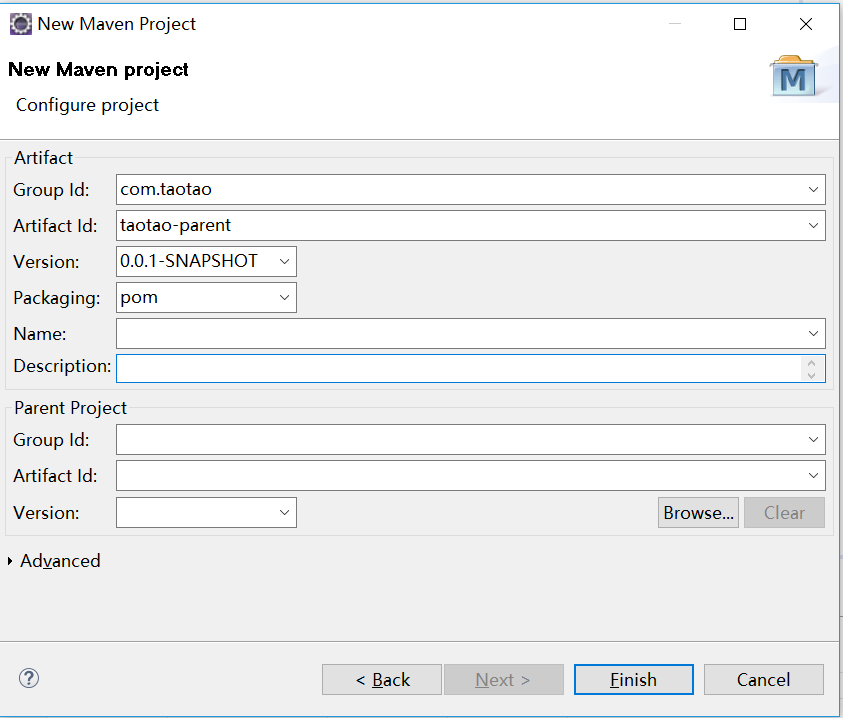 New Maven Project
New Maven project
Configure project
M
Artifact
Group Id: com.taotao
Artifact Id: taotao-parent
Version: 0.0.1-SNAPSHOT
Packaging: pom
Name:
Description:
Parent Project
Group Id:
Artifact Id:
Version:
Browse... Clear
Advanced
? < Back Next > Finish Cancel